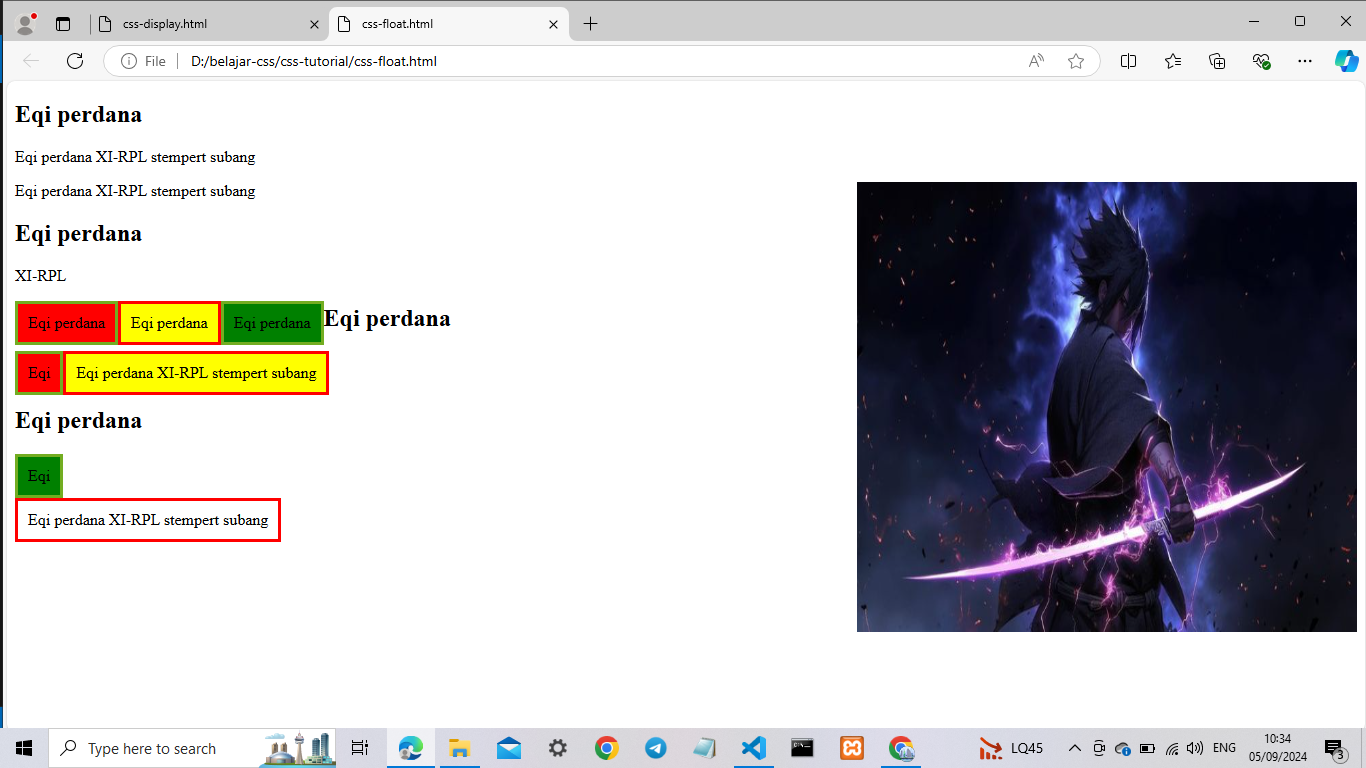 css-display.html
css-float.html
File
D:/belajar-css/css-tutorial/css-float.html
Eqi perdana
Eqi perdana XI-RPL stempert subang
Eqi perdana XI-RPL stempert subang
Eqi perdana
XI-RPL
Eqi perdana Eqi perdana Eqi perdana Eqi perdana
Eqi Eqi perdana XI-RPL stempert subang
Eqi perdana
Eqi
Eqi perdana XI-RPL stempert subang
Type here to search
LQ45
ENG
10:34
05/09/2024
3